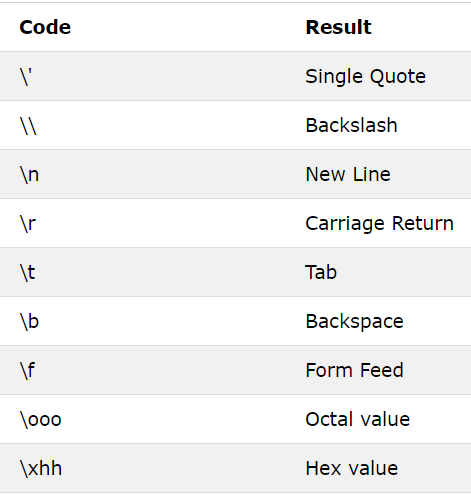 Code Result
\' Single Quote
\\ Backslash
\n New Line
\r Carriage Return
\t Tab
\b Backspace
\f Form Feed
\ooo Octal value
\xhh Hex value